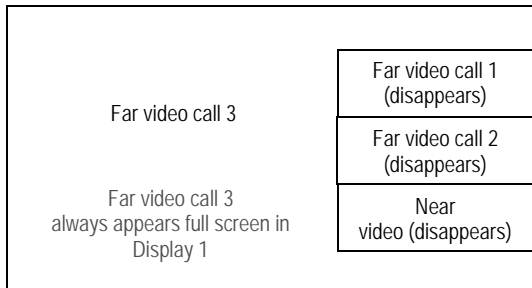 Far video call 3
Far video call 3
always appears full screen in
Display 1
Far video call 1
(disappears)
Far video call 2
(disappears)
Near
video (disappears)